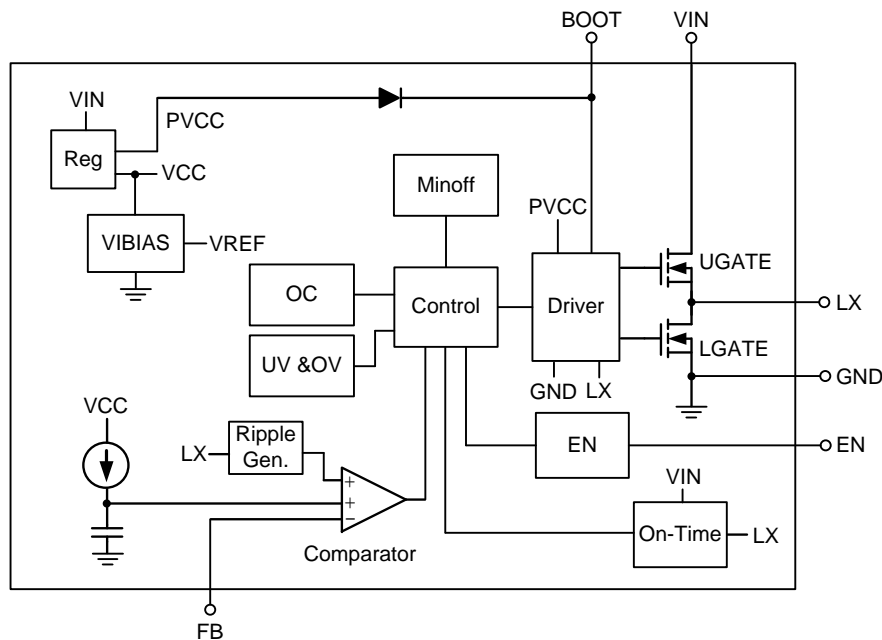 BOOT VIN
VIN
PVCC
Reg
VCC
Minoff
PVCC
VIBIAS
VREF
UGATE
OC
Control
Driver
LX
UV &OV
LGATE
GND LX
GND
VCC
LX
Ripple
Gen.
EN
EN
+
+
−
VIN
On-Time
LX
Comparator
FB